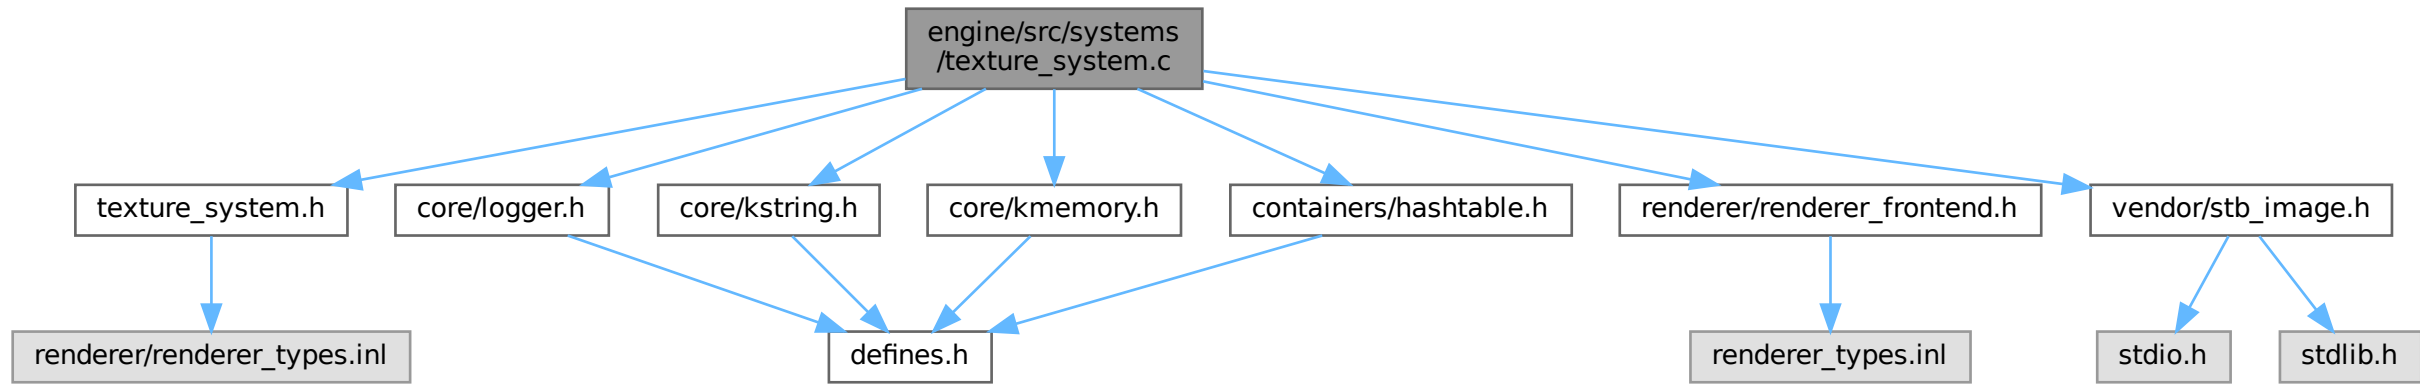 engine/src/systems
/texture_system.c
texture_system.h
core/logger.h
core/kstring.h
core/kmemory.h
containers/hashtable.h
renderer/renderer_frontend.h
vendor/stb_image.h
renderer/renderer_types.inl
defines.h
renderer_types.inl
stdio.h
stdlib.h